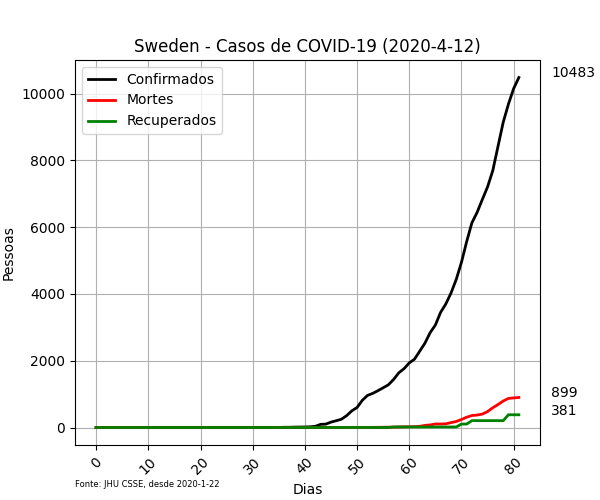 Sweden - Casos de COVID-19 (2020-4-12)
Confirmados
Mortes
Recuperados
10483
899
381
10000
8000
6000
4000
2000
0
Pessoas
0 10 20 30 40 50 60 70 80
Dias
Fonte: JHU CSSE, desde 2020-1-22